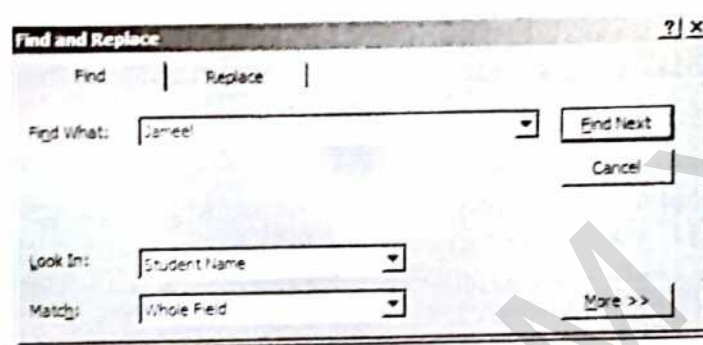 Find and Replace ? x
Find Replace
Find What: Jameel Find Next
Cancel
Look In: Student Name
Match: Whole Field More >>